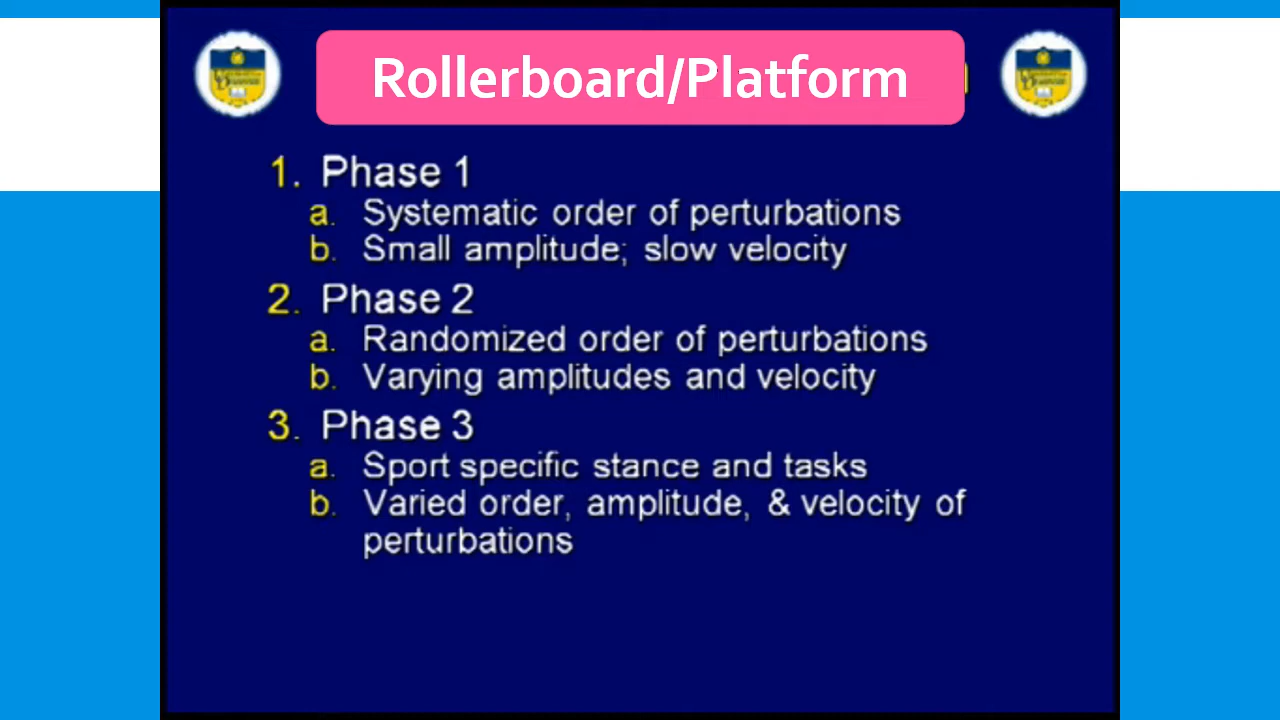 Rollerboard/Platform
1. Phase 1
a. Systematic order of perturbations
b. Small amplitude; slow velocity
2. Phase 2
a. Randomized order of perturbations
b. Varying amplitudes and velocity
3. Phase 3
a. Sport specific stance and tasks
b. Varied order, amplitude, & velocity of
perturbations